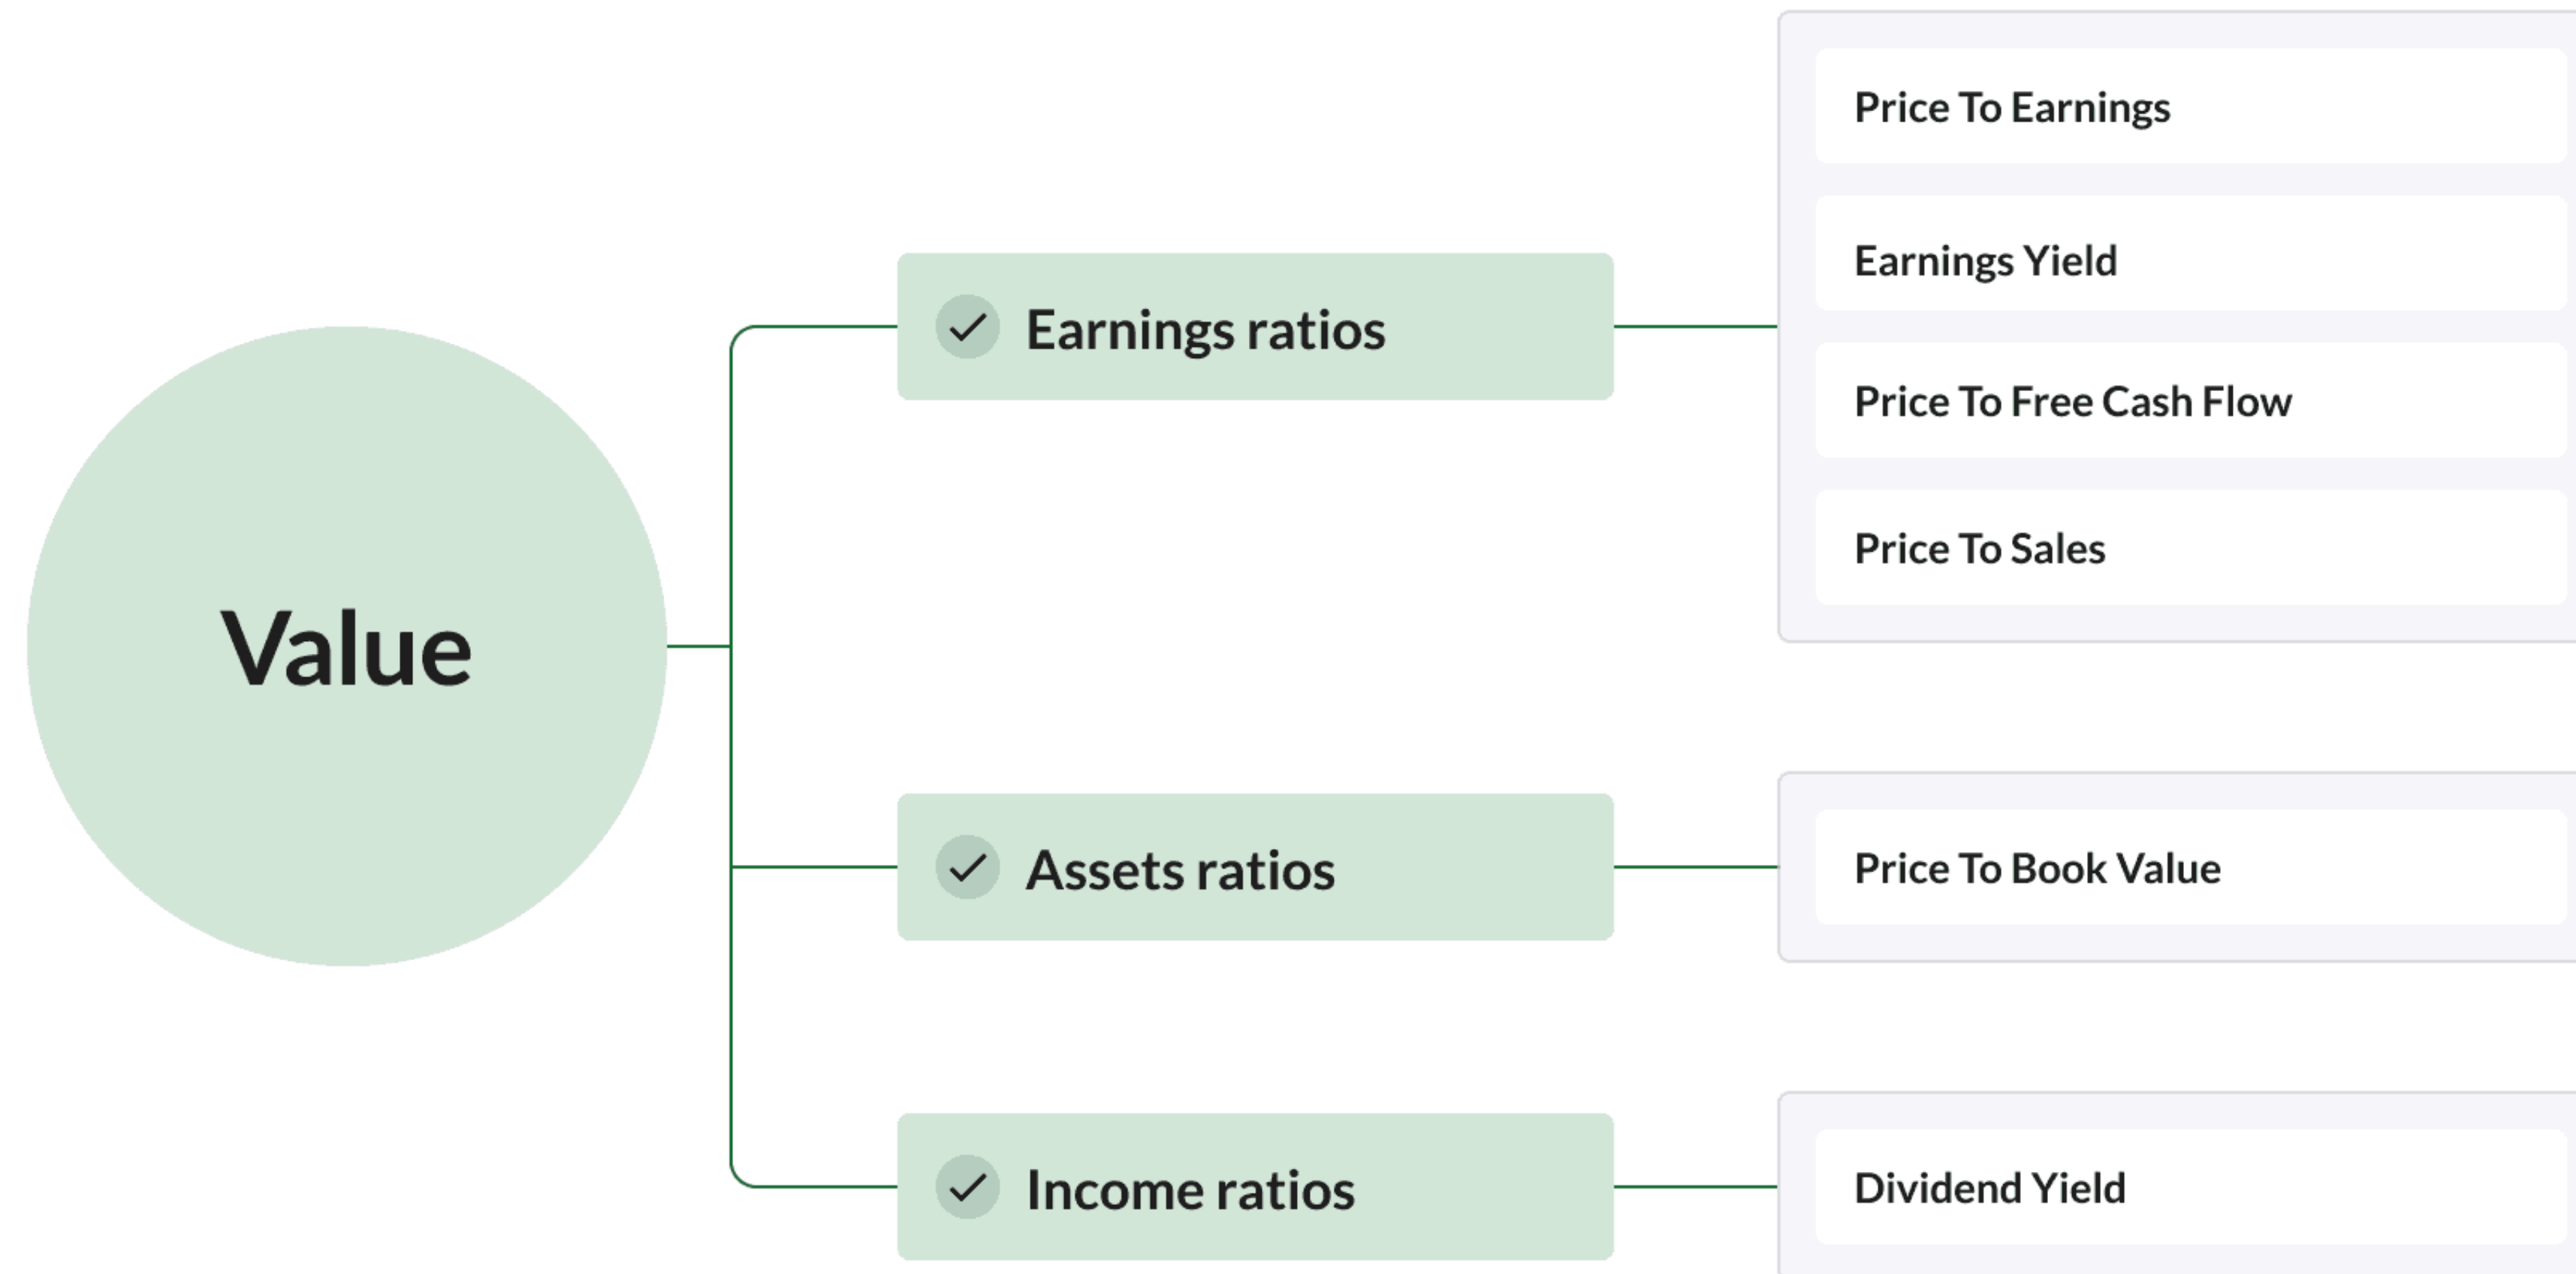 Value
Earnings ratios
Price To Earnings
Earnings Yield
Price To Free Cash Flow
Price To Sales
Assets ratios
Price To Book Value
Income ratios
Dividend Yield